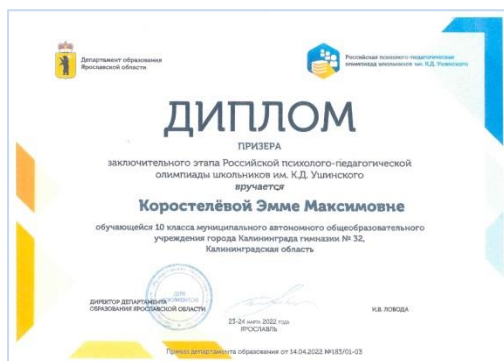 Департамент образования
Ярославской области
Российская психолого-педагогическая
олимпиада школьников им. К.Д. Ушинского
ДИПЛОМ
ПРИЗЕРА
заключительного этапа Российской психолого-педагогической
олимпиады школьников им. К.Д. Ушинского
вручается
Коростелёвой Эмме Максимовне
обучающейся 10 класса муниципального автономного общеобразовательного
учреждения города Калининграда гимназии № 32,
Калининградская область
ДЛЯ
ДОКУМЕНТОВ
ДИРЕКТОР ДЕПАРТАМЕНТА
ОБРАЗОВАНИЯ ЯРОСЛАВСКОЙ ОБЛАСТИ
И.В. ЛОБОДА
23-24 марта 2022 года
ЯРОСЛАВЛЬ
Приказ департамента образования от 14.04.2022 №183/01-03